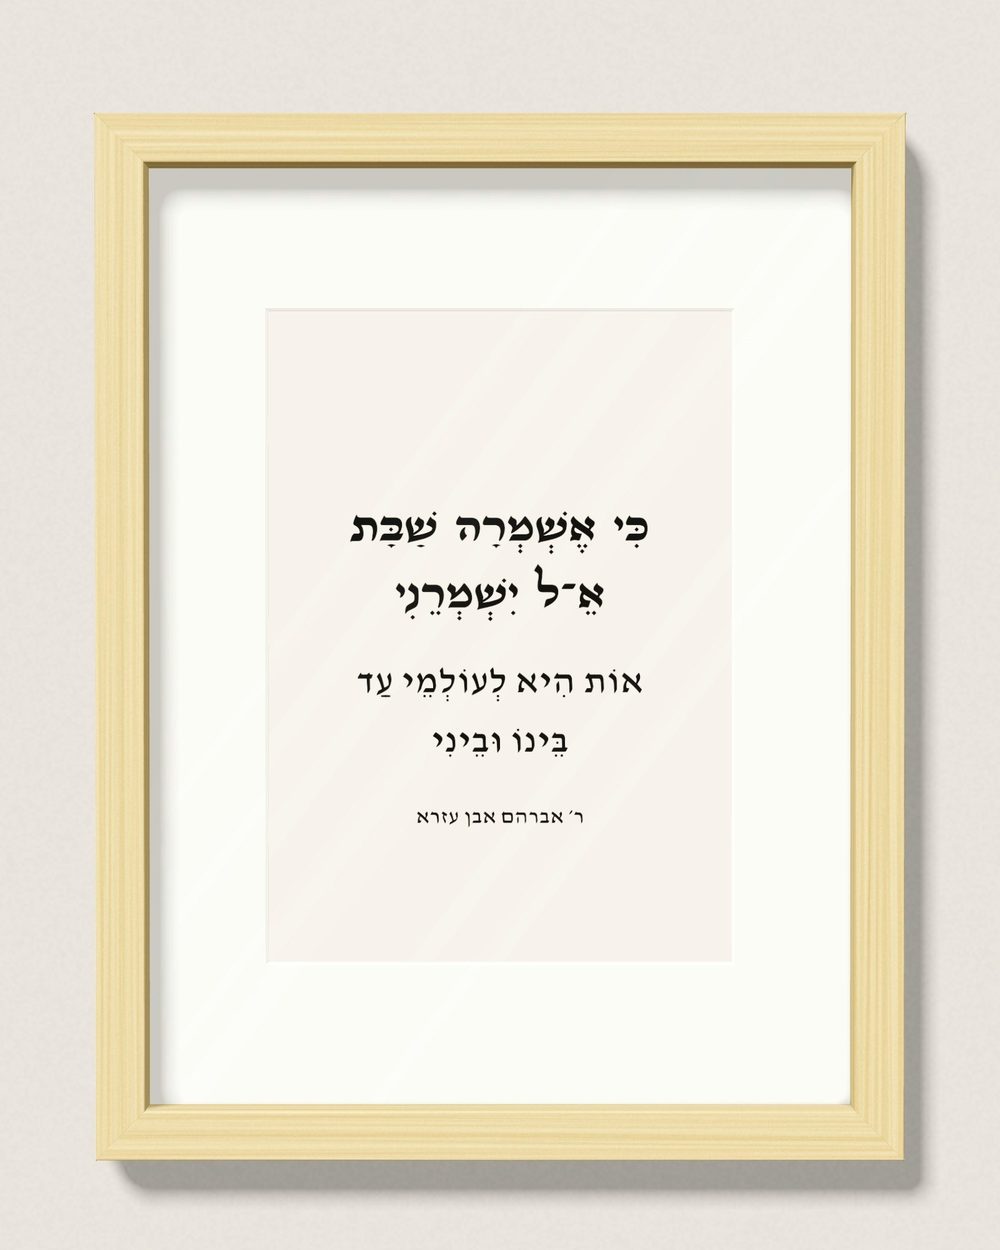 כִּי אֶשְׁמְרָה שַׁבָּת
אֵ־ל יִשְׁמְרֵנִי
אוֹת הִיא לְעוֹלְמֵי עַד
בֵּינוֹ וּבֵינִי
ר׳ אברהם אבן עזרא